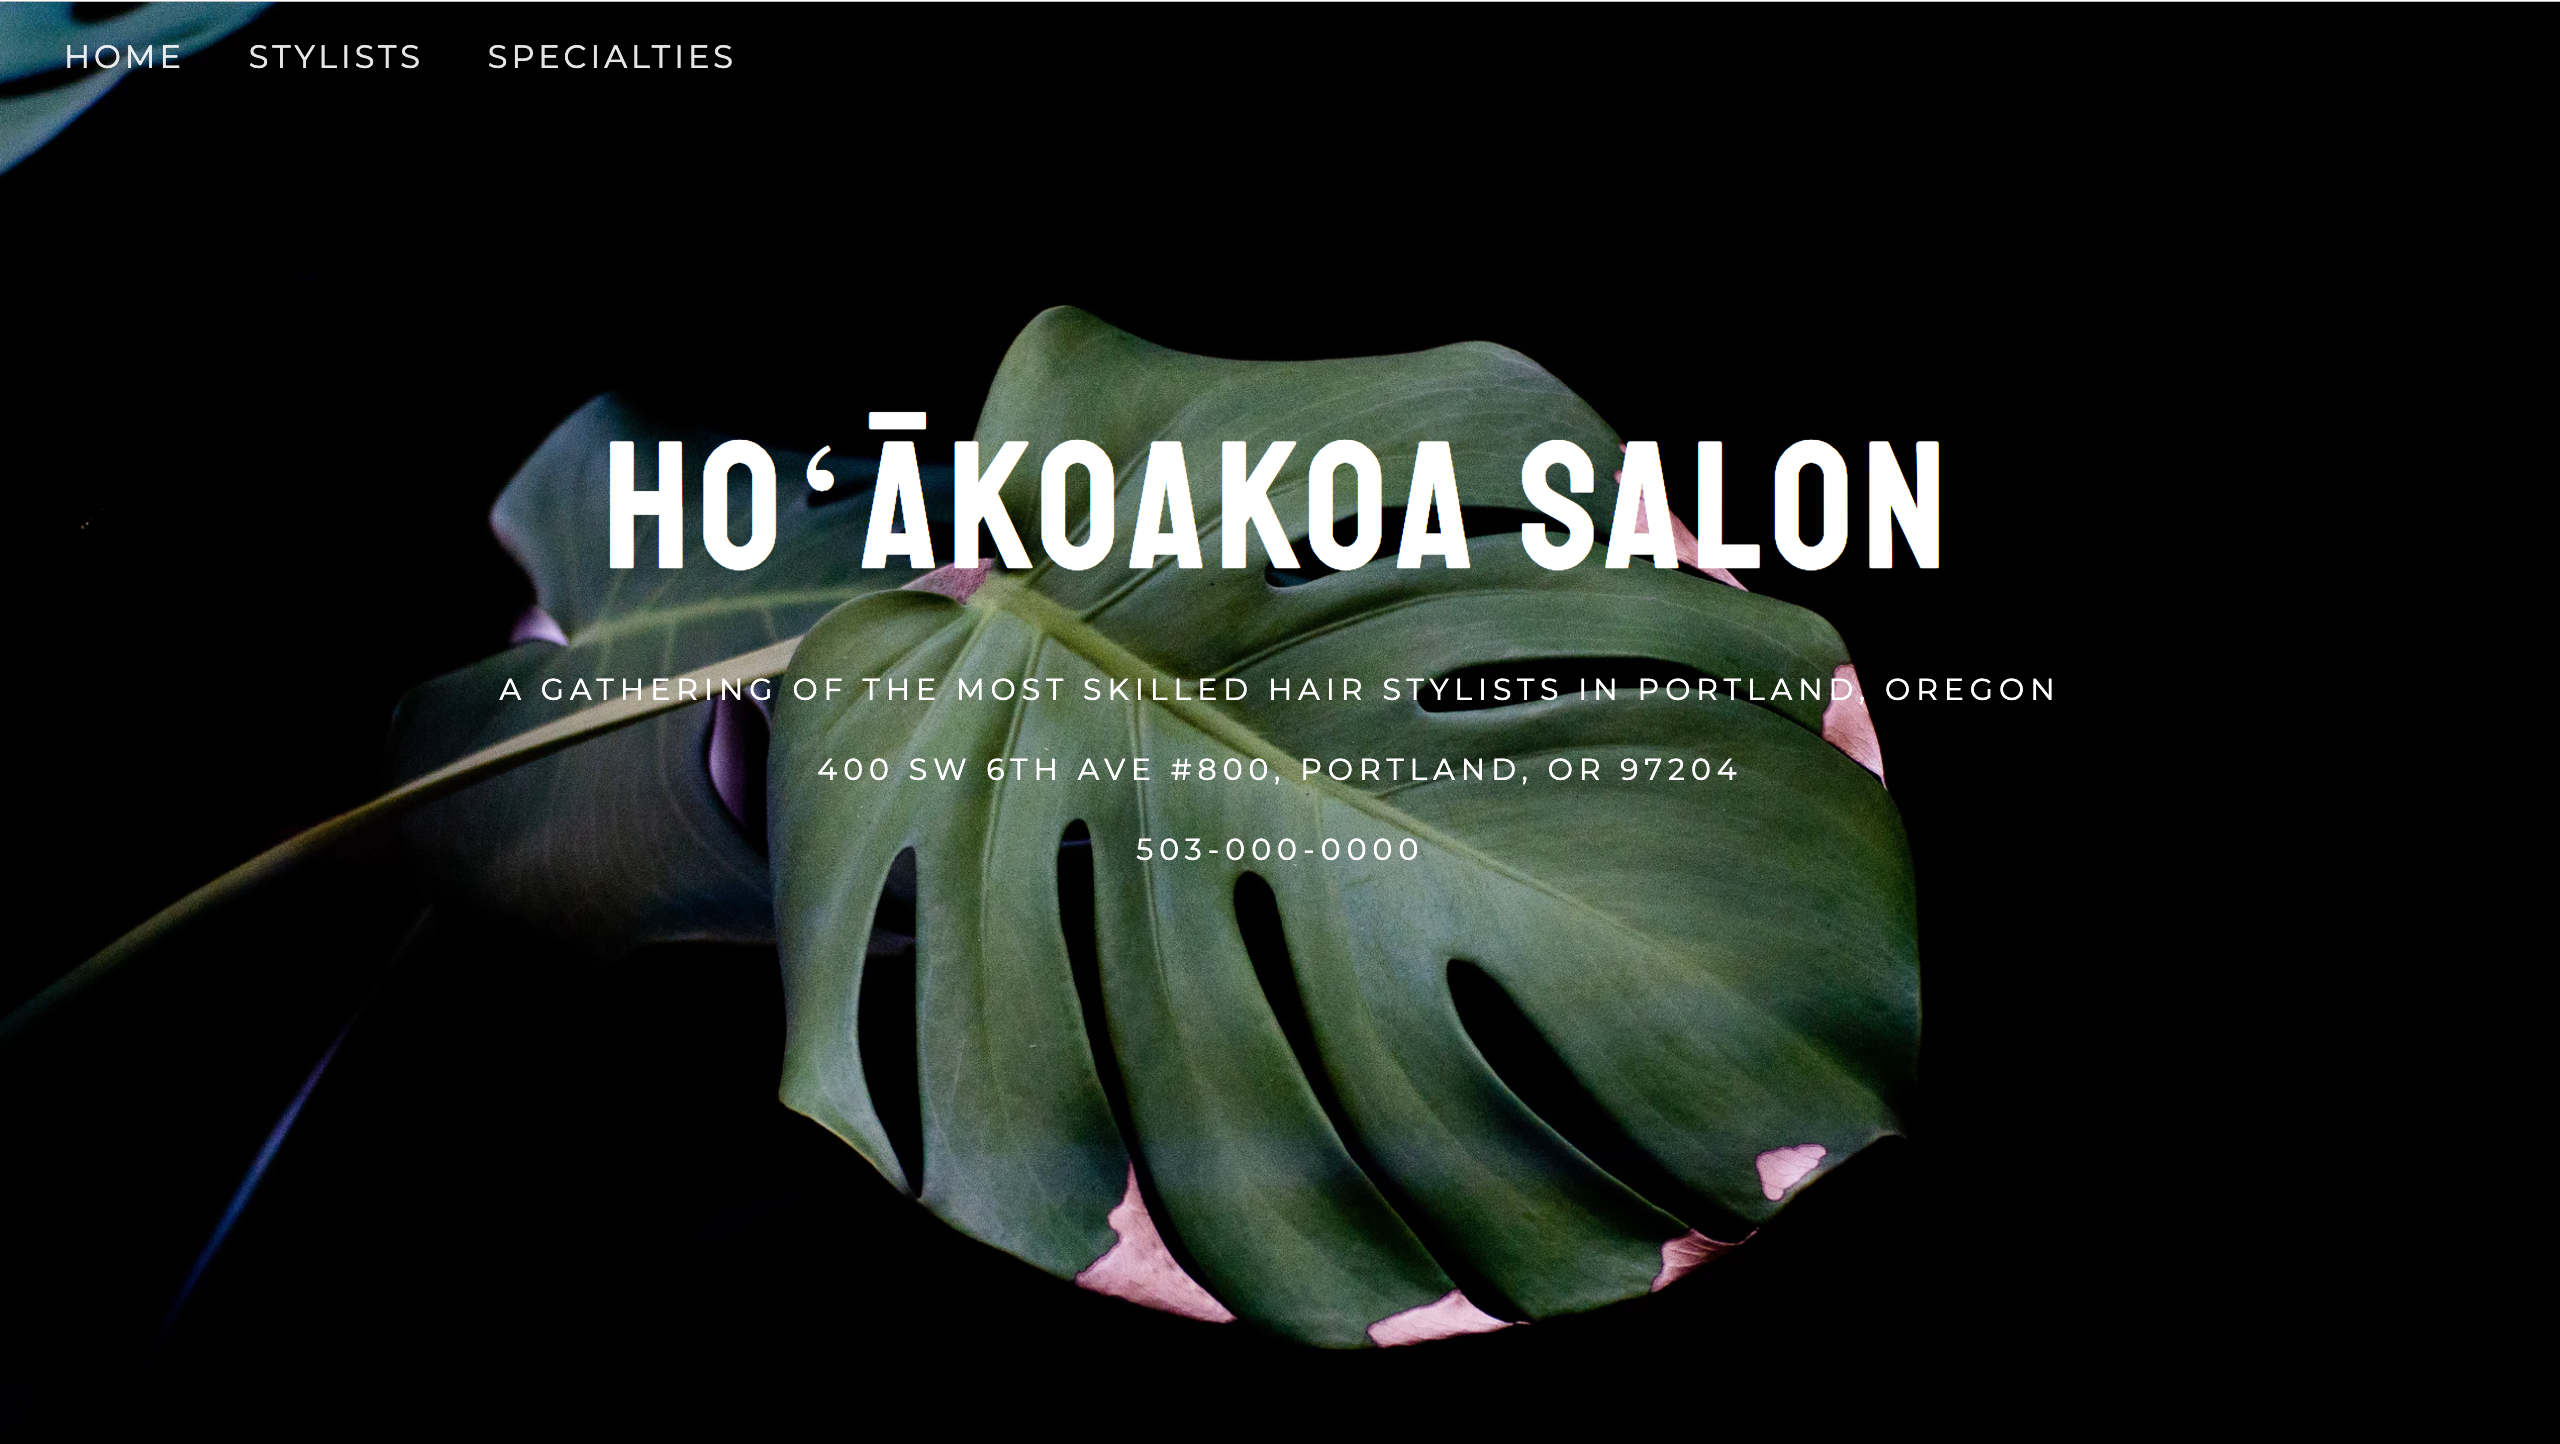 HOME STYLISTS SPECIALTIES
HOʻĀKOAKOA SALON
A GATHERING OF THE MOST SKILLED HAIR STYLISTS IN PORTLAND, OREGON
400 SW 6TH AVE #800, PORTLAND, OR 97204
503-000-0000